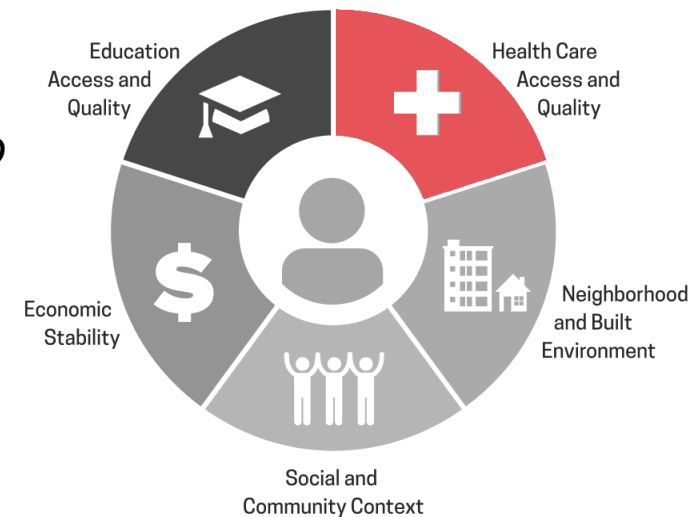 Education
Access and
Quality
Health Care
Access and
Quality
$
Economic
Stability
Neighborhood
and Built
Environment
Social and
Community Context